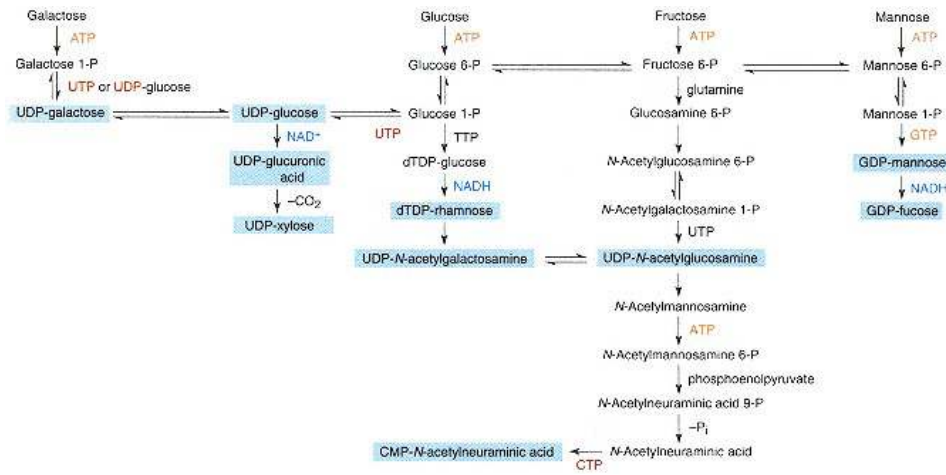 Galactose
Glucose
Fructose
Mannose
ATP
ATP
ATP
ATP
Galactose 1-P
Glucose 6-P
Fructose 6-P
Mannose 6-P
UTP or UDP-glucose
glutamine
UDP-galactose
UDP-glucose
Glucose 1-P
Glucosamine 6-P
Mannose 1-P
NAD+
UTP
TTP
GTP
UDP-glucuronic
acid
dTDP-glucose
N-Acetylglucosamine 6-P
GDP-mannose
NADH
NADH
–CO2
UDP-xylose
dTDP-rhamnose
N-Acetylgalactosamine 1-P
GDP-fucose
UTP
UDP-N-acetylgalactosamine
UDP-N-acetylglucosamine
N-Acetylmannosamine
ATP
N-Acetylmannosamine 6-P
phosphoenolpyruvate
N-Acetylneuraminic acid 9-P
–Pi
CMP-N-acetylneuraminic acid
CTP
N-Acetylneuraminic acid